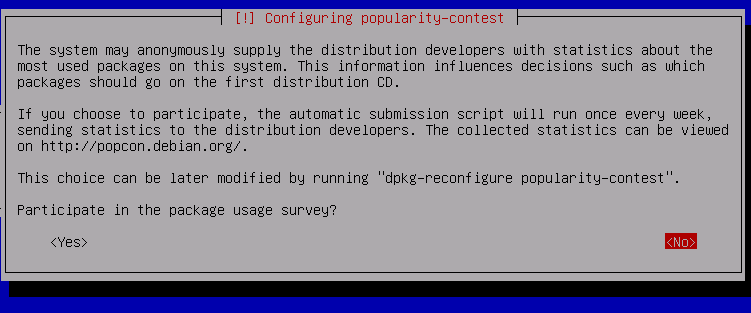 [!] Configuring popularity-contest
The system may anonymously supply the distribution developers with statistics about the
most used packages on this system. This information influences decisions such as which
packages should go on the first distribution CD.
If you choose to participate, the automatic submission script will run once every week,
sending statistics to the distribution developers. The collected statistics can be viewed
on http://popcon.debian.org/.
This choice can be later modified by running "dpkg-reconfigure popularity-contest".
Participate in the package usage survey?
<Yes> <No>